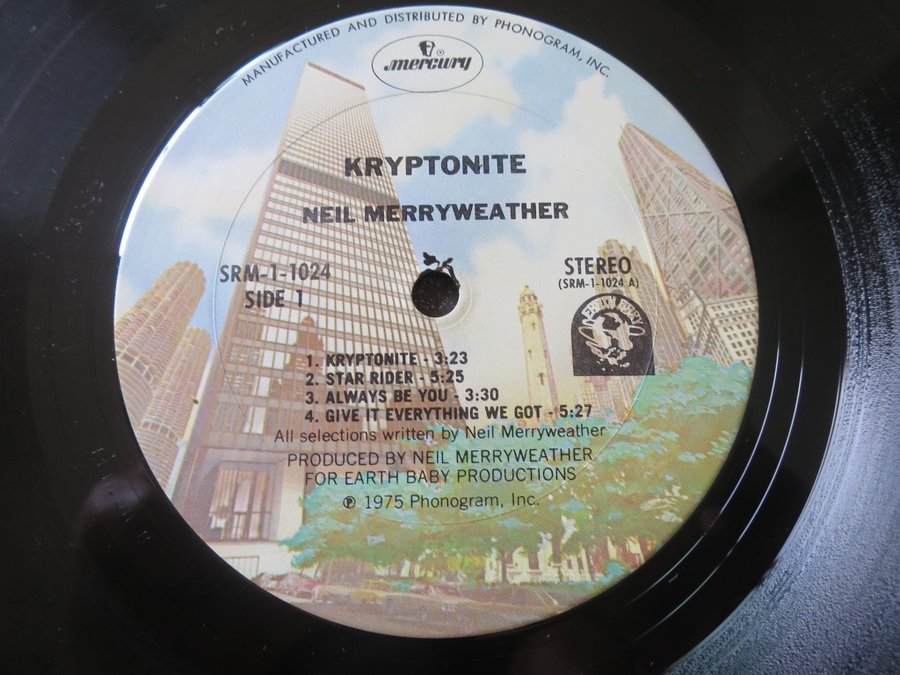 MANUFACTURED AND DISTRIBUTED BY PHONOGRAM, INC.
mercury
KRYPTONITE
NEIL MERRYWEATHER
SRM-1-1024
SIDE 1
STEREO
(SRM-1-1024 A)
EARTH BABY
1. KRYPTONITE - 3:23
2. STAR RIDER - 5:25
3. ALWAYS BE YOU - 3:30
4. GIVE IT EVERYTHING WE GOT - 5:27
All selections written by Neil Merryweather
PRODUCED BY NEIL MERRYWEATHER
FOR EARTH BABY PRODUCTIONS
℗ 1975 Phonogram, Inc.